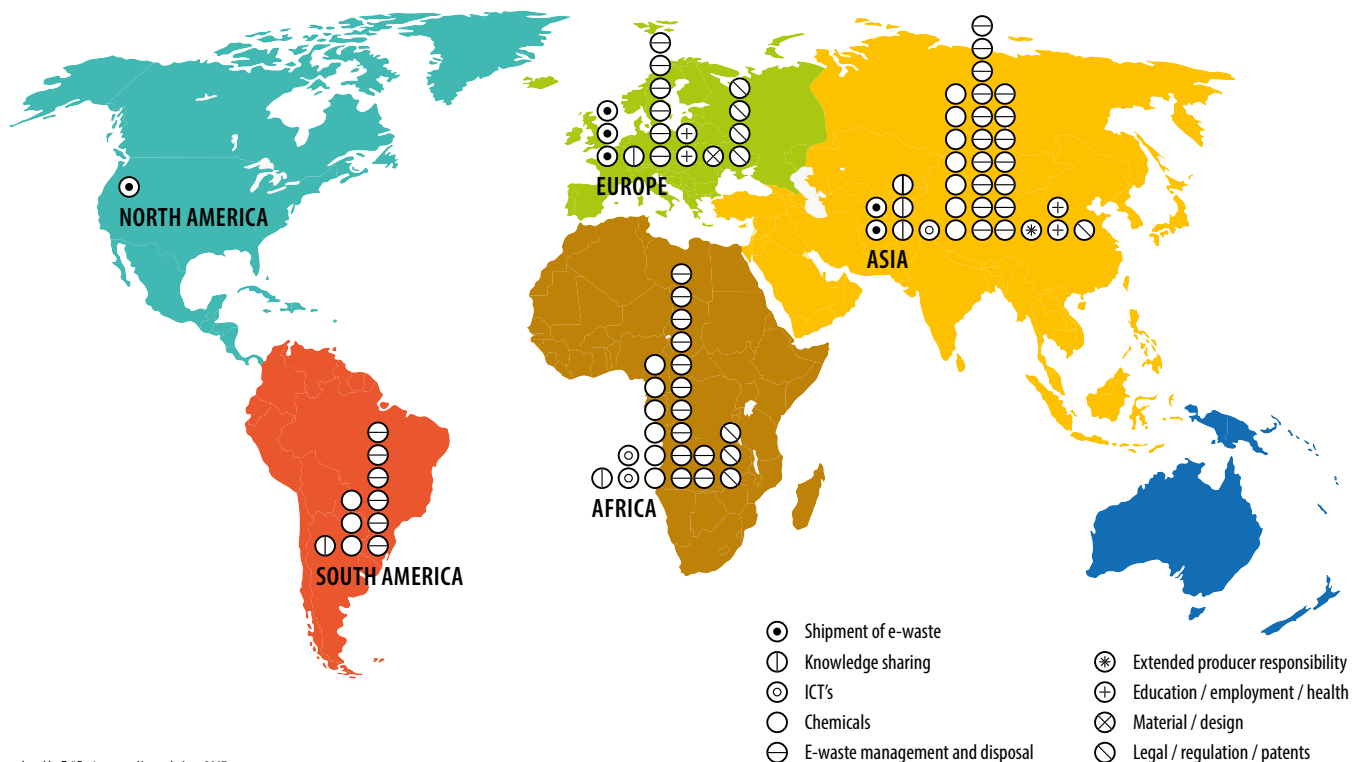 NORTH AMERICA
EUROPE
ASIA
AFRICA
SOUTH AMERICA
Shipment of e-waste
Knowledge sharing
ICT's
Chemicals
E-waste management and disposal
Extended producer responsibility
Education / employment / health
Material / design
Legal / regulation / patents